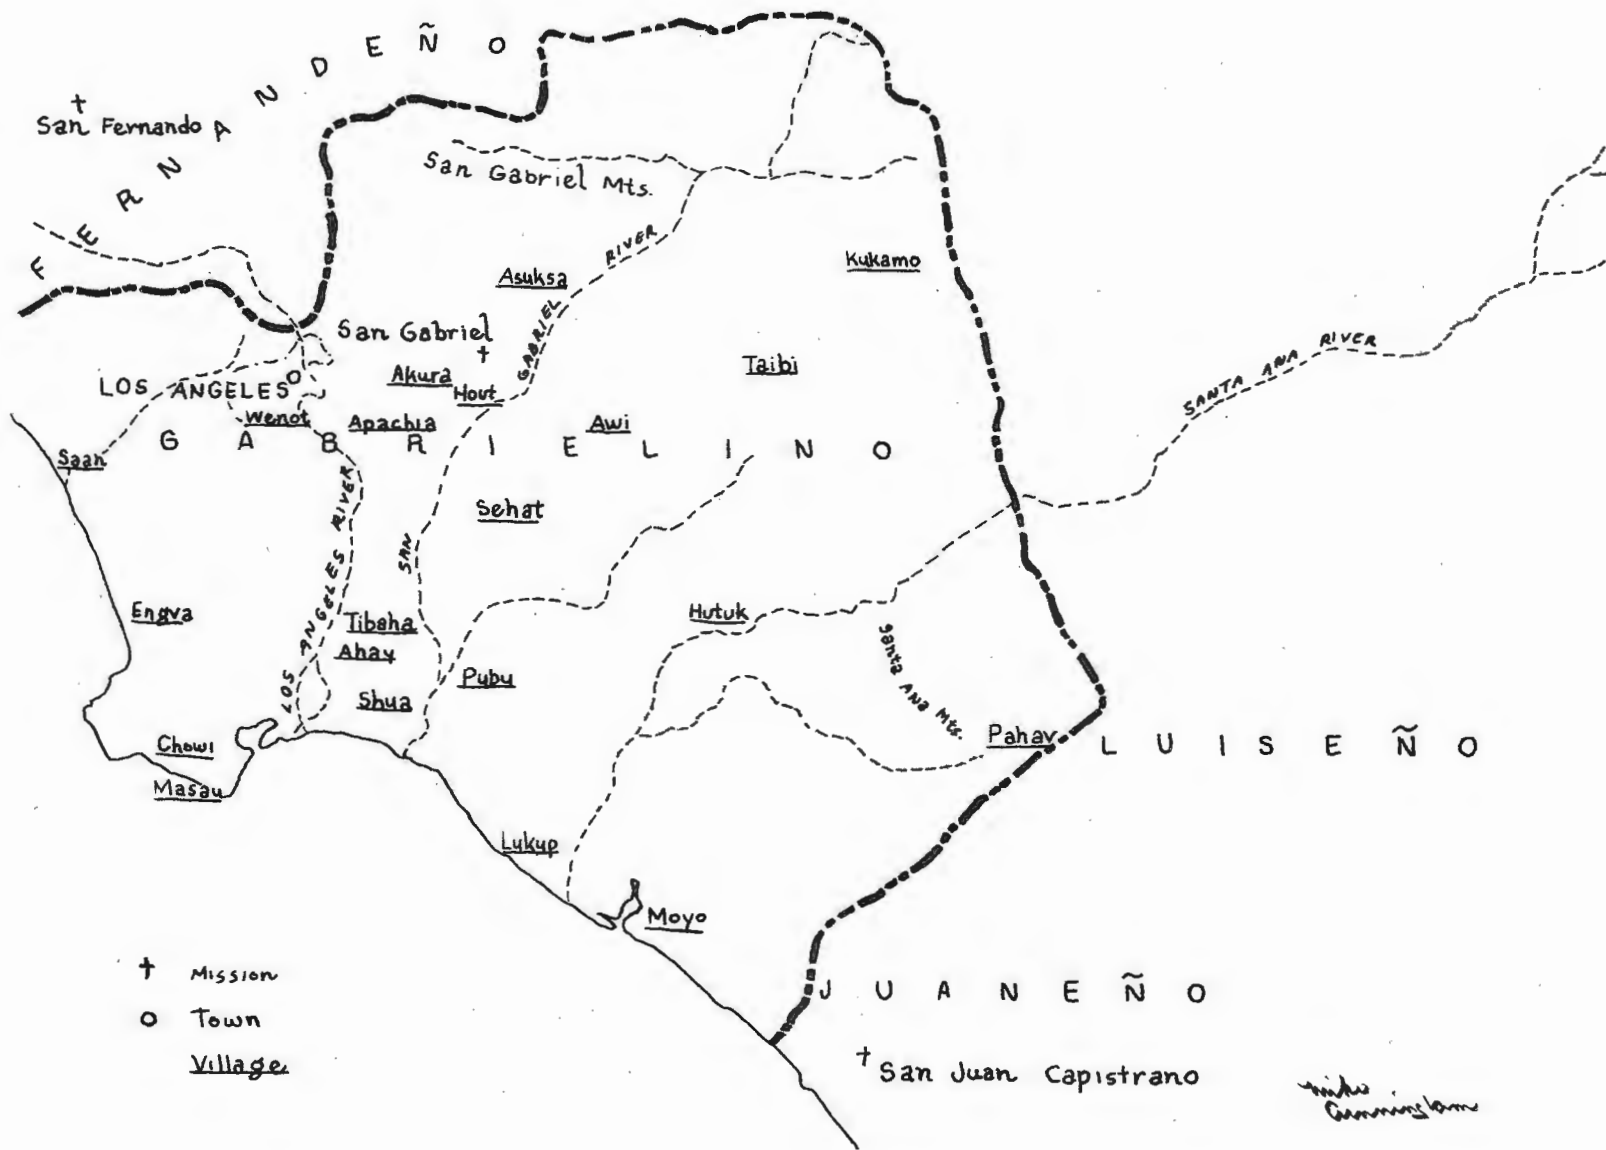 FERNANDEÑO
San Fernando
San Gabriel Mts.
Kukamo
Asuksa
SAN GABRIEL RIVER
San Gabriel
Taibi
SANTA ANA RIVER
LOS ANGELES
Akura
Hout
Wenot
Apachia
Awi
GABRIELINO
Saan
Sehat
LOS ANGELES RIVER
Engva
Tibaha
Hutuk
Ahay
Santa Ana Mts.
Pubu
Shua
Chowi
Pahav
LUISEÑO
Masau
Lukup
Moyo
Mission
JUANEÑO
Town
Village
San Juan Capistrano
mike
Cunningham